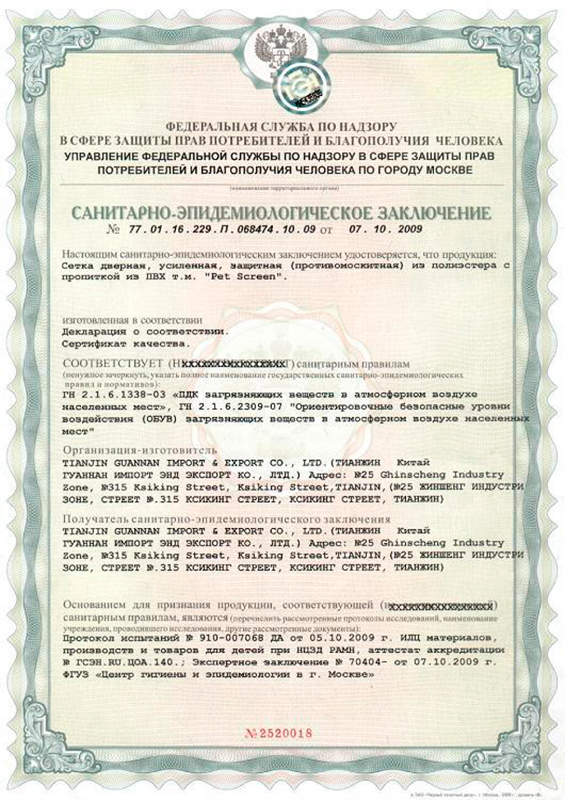 ФЕДЕРАЛЬНАЯ СЛУЖБА ПО НАДЗОРУ
В СФЕРЕ ЗАЩИТЫ ПРАВ ПОТРЕБИТЕЛЕЙ И БЛАГОПОЛУЧИЯ ЧЕЛОВЕКА
УПРАВЛЕНИЕ ФЕДЕРАЛЬНОЙ СЛУЖБЫ ПО НАДЗОРУ В СФЕРЕ ЗАЩИТЫ ПРАВ
ПОТРЕБИТЕЛЕЙ И БЛАГОПОЛУЧИЯ ЧЕЛОВЕКА ПО ГОРОДУ МОСКВЕ
(наименование территориального органа)
САНИТАРНО-ЭПИДЕМИОЛОГИЧЕСКОЕ ЗАКЛЮЧЕНИЕ
№ 77.01.16.229.П.068474.10.09 от 07.10.2009
Настоящим санитарно-эпидемиологическим заключением удостоверяется, что продукция:
Сетка дверная, усиленная, защитная (противомоскитная) из полиэстера с
пропиткой из ПВХ т.м. "Pet Screen".
изготовленная в соответствии
Декларация о соответствии.
Сертификат качества.
СООТВЕТСТВУЕТ санитарным правилам
(ненужное зачеркнуть, указать полное наименование государственных санитарно-эпидемиологических
правил и нормативов):
ГН 2.1.6.1338-03 «ПДК загрязняющих веществ в атмосферном воздухе
населенных мест», ГН 2.1.6.2309-07 "Ориентировочные безопасные уровни
воздействия (ОБУВ) загрязняющих веществ в атмосферном воздухе населенных
мест"
Организация-изготовитель
TIANJIN GUANNAN IMPORT & EXPORT CO., LTD.(ТИАНЖИН Китай
ГУАННАН ИМПОРТ ЭНД ЭКСПОРТ КО., ЛТД.) Адрес: №25 Ghinscheng Industry
Zone, №315 Ksiking Street, Ksiking Street,TIANJIN,(№25 ЖИНШЕНГ ИНДУСТРИ
ЗОНЕ, СТРЕЕТ №.315 КСИКИНГ СТРЕЕТ, КСИКИНГ СТРЕЕТ, ТИАНЖИН)
Получатель санитарно-эпидемиологического заключения
TIANJIN GUANNAN IMPORT & EXPORT CO., LTD.(ТИАНЖИН Китай
ГУАННАН ИМПОРТ ЭНД ЭКСПОРТ КО., ЛТД.) Адрес: №25 Ghinscheng Industry
Zone, №315 Ksiking Street, Ksiking Street,TIANJIN,(№25 ЖИНШЕНГ ИНДУСТРИ
ЗОНЕ, СТРЕЕТ №.315 КСИКИНГ СТРЕЕТ, КСИКИНГ СТРЕЕТ, ТИАНЖИН)
Основанием для признания продукции, соответствующей
санитарным правилам, являются (перечислить рассмотренные протоколы исследований, наименование
учреждения, проводившего исследования, другие рассмотренные документы):
Протокол испытаний № 910-007068 ДА от 05.10.2009 г. ИЛЦ материалов,
производств и товаров для детей при НЦЗД РАМН, аттестат аккредитации
№ ГСЭН.RU.ЦОА.140.; Экспертное заключение № 70404- от 07.10.2009 г.
ФГУЗ «Центр гигиены и эпидемиологии в г. Москве»
№2520018